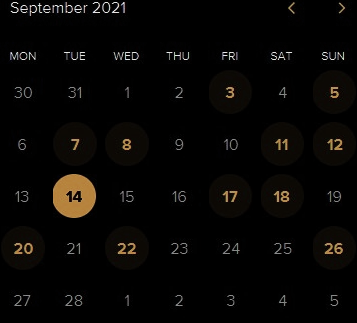 September 2021 < >
MON TUE WED THU FRI SAT SUN
30 31 1 2 3 4 5
6 7 8 9 10 11 12
13 14 15 16 17 18 19
20 21 22 23 24 25 26
27 28 1 2 3 4 5